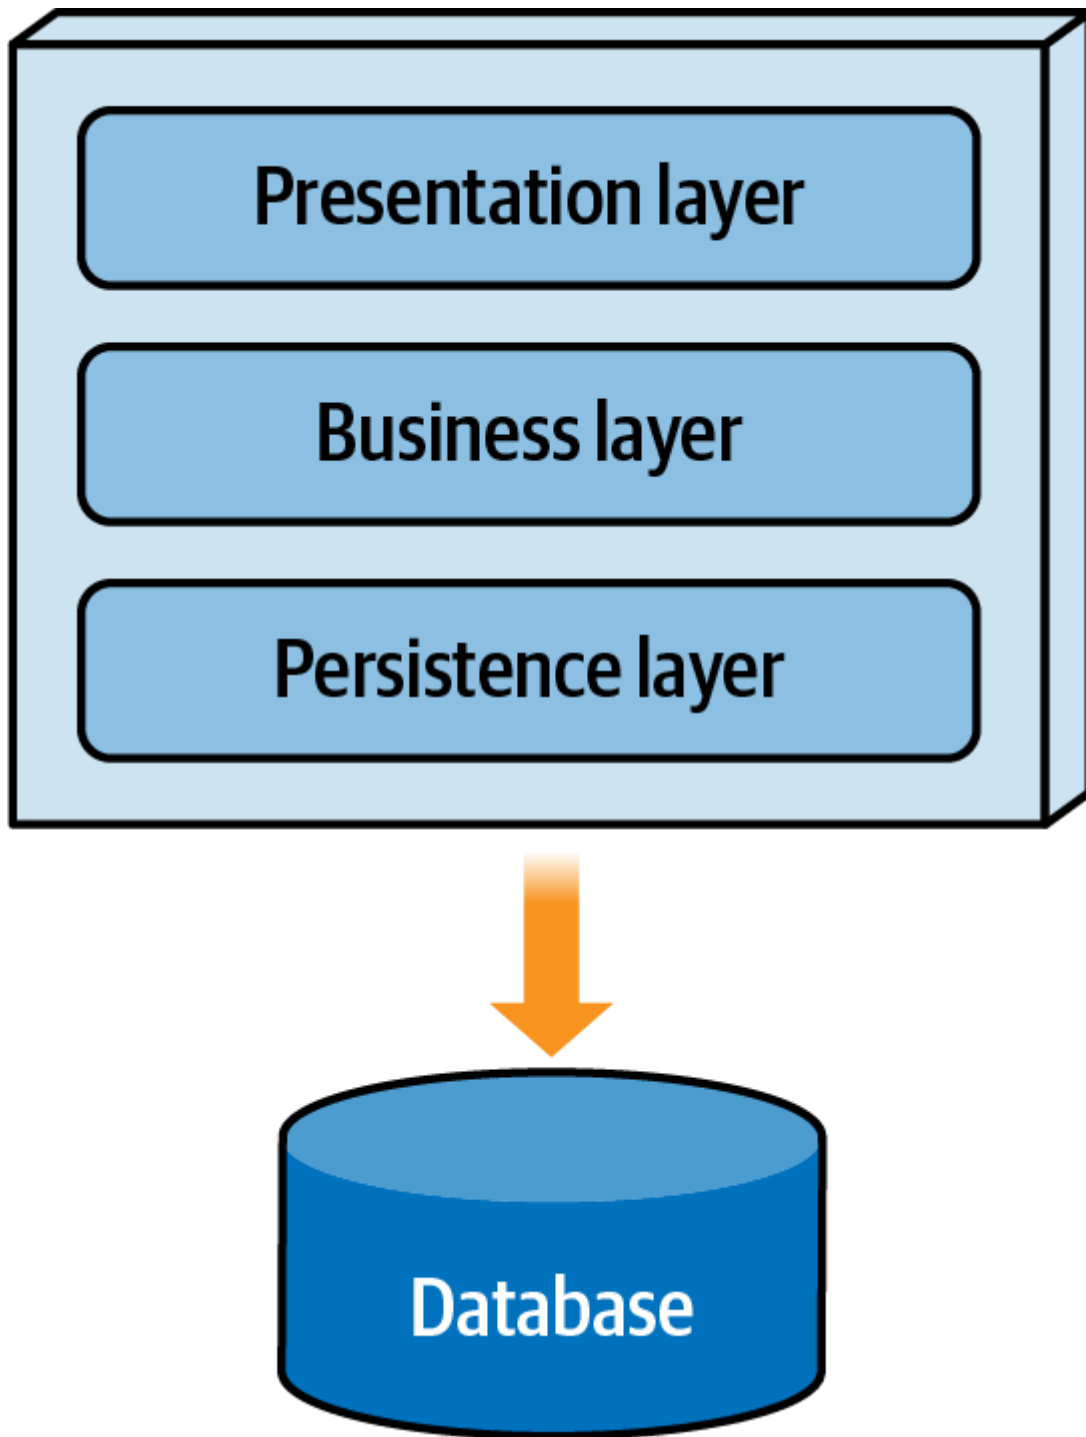 Presentation layer
Business layer
Persistence layer
Database